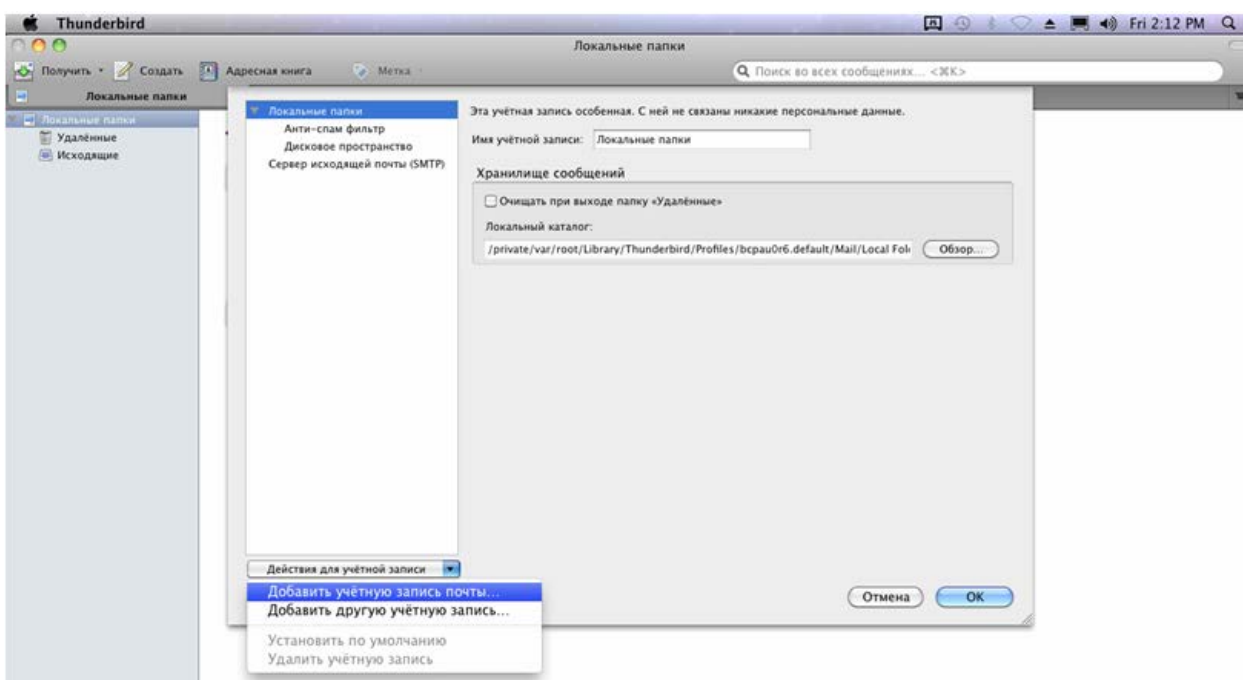 Thunderbird
Fri 2:12 PM
Локальные папки
Получить
Создать
Адресная книга
Метка
Поиск во всех сообщениях... <⌘K>
Локальные папки
Локальные папки
Удалённые
Исходящие
Локальные папки
Анти-спам фильтр
Дисковое пространство
Сервер исходящей почты (SMTP)
Эта учётная запись особенная. С ней не связаны никакие персональные данные.
Имя учётной записи: Локальные папки
Хранилище сообщений
Очищать при выходе папку «Удалённые»
Локальный каталог:
/private/var/root/Library/Thunderbird/Profiles/bcpau0r6.default/Mail/Local Fol
Обзор...
Действия для учётной записи
Добавить учётную запись почты...
Добавить другую учётную запись...
Установить по умолчанию
Удалить учётную запись
Отмена
OK